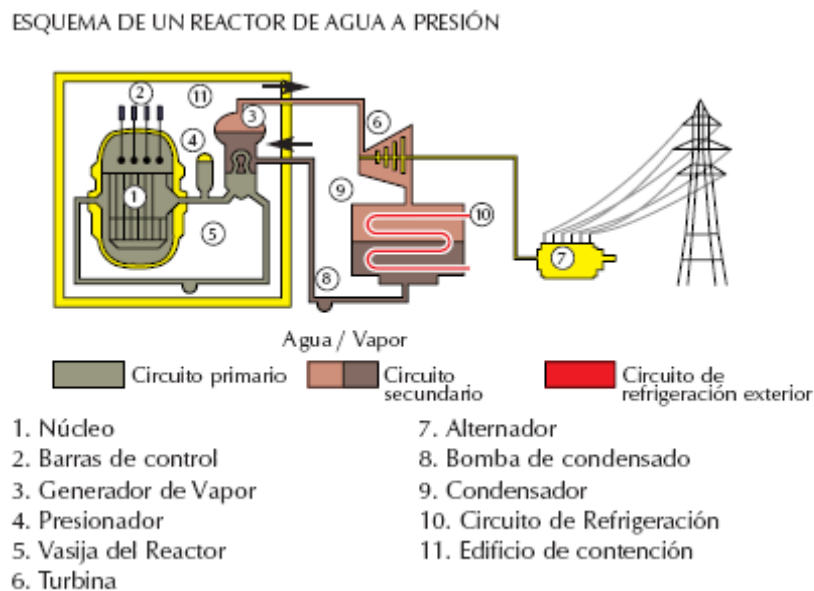 ESQUEMA DE UN REACTOR DE AGUA A PRESIÓN
2
11
3
4
6
1
9
10
5
7
8
Agua / Vapor
Circuito primario
Circuito
secundario
Circuito de
refrigeración exterior
1. Núcleo
2. Barras de control
3. Generador de Vapor
4. Presionador
5. Vasija del Reactor
6. Turbina
7. Alternador
8. Bomba de condensado
9. Condensador
10. Circuito de Refrigeración
11. Edificio de contención